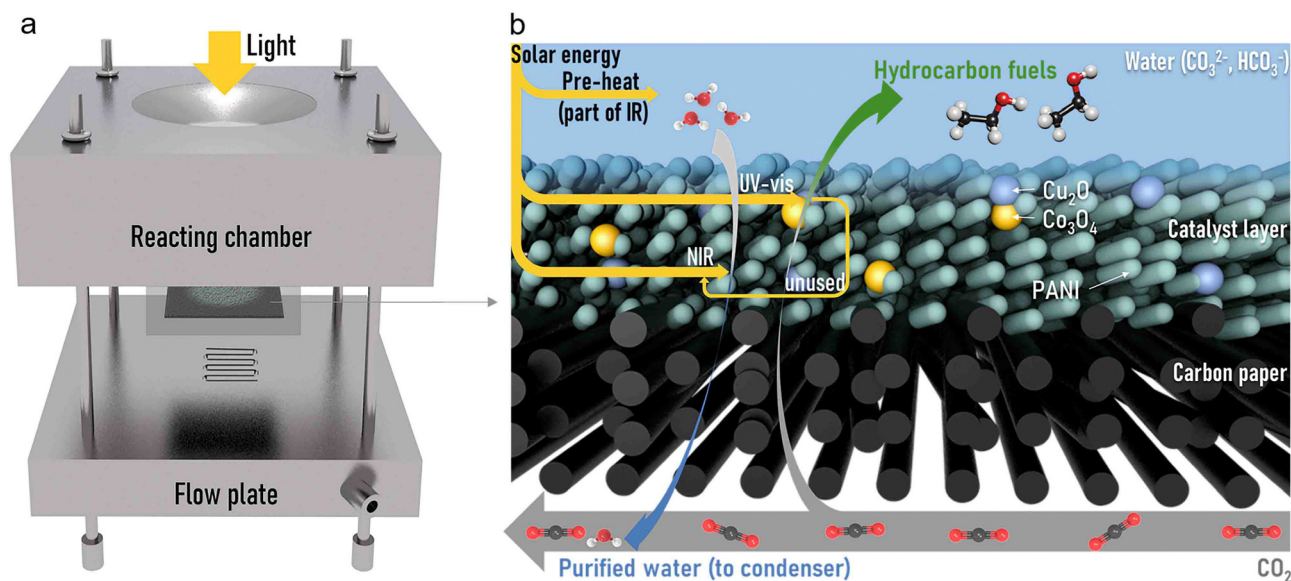 a
Light
Reacting chamber
Flow plate
b
Solar energy
Pre-heat
(part of IR)
Hydrocarbon fuels
Water (CO₃²⁻, HCO₃⁻)
UV-vis
Cu₂O
Co₃O₄
Catalyst layer
NIR
unused
PANI
Carbon paper
Purified water (to condenser)
CO₂